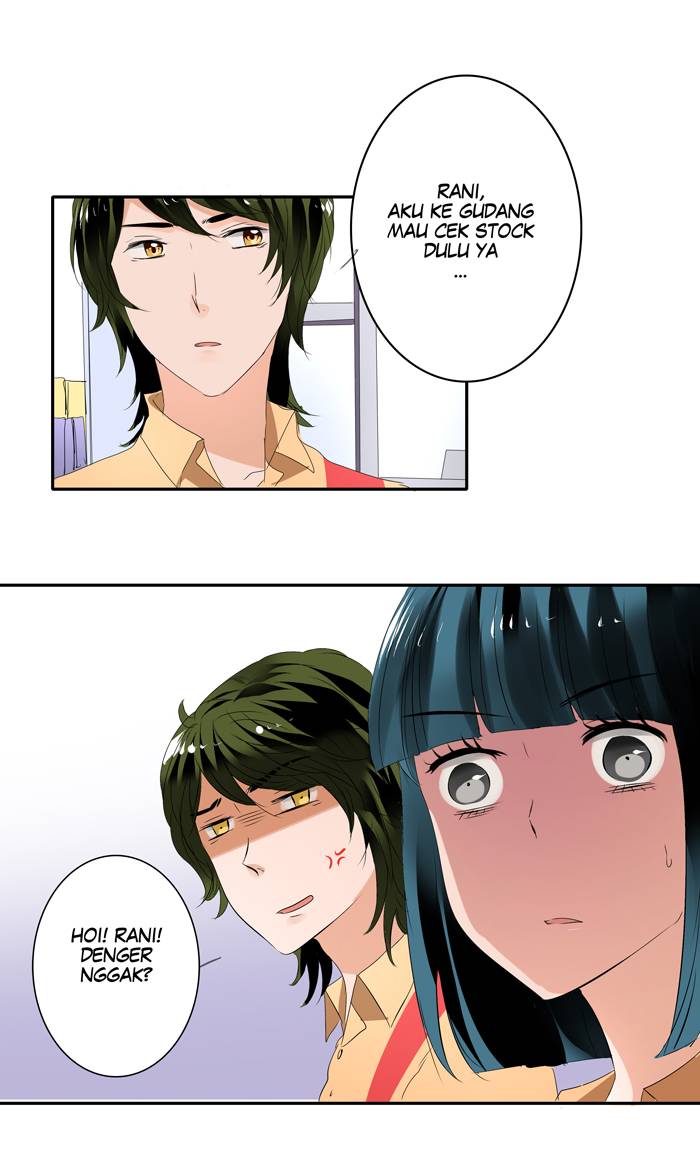 RANI,
AKU KE GUDANG
MAU CEK STOCK
DULU YA
...
HOI! RANI!
DENGER
NGGAK?